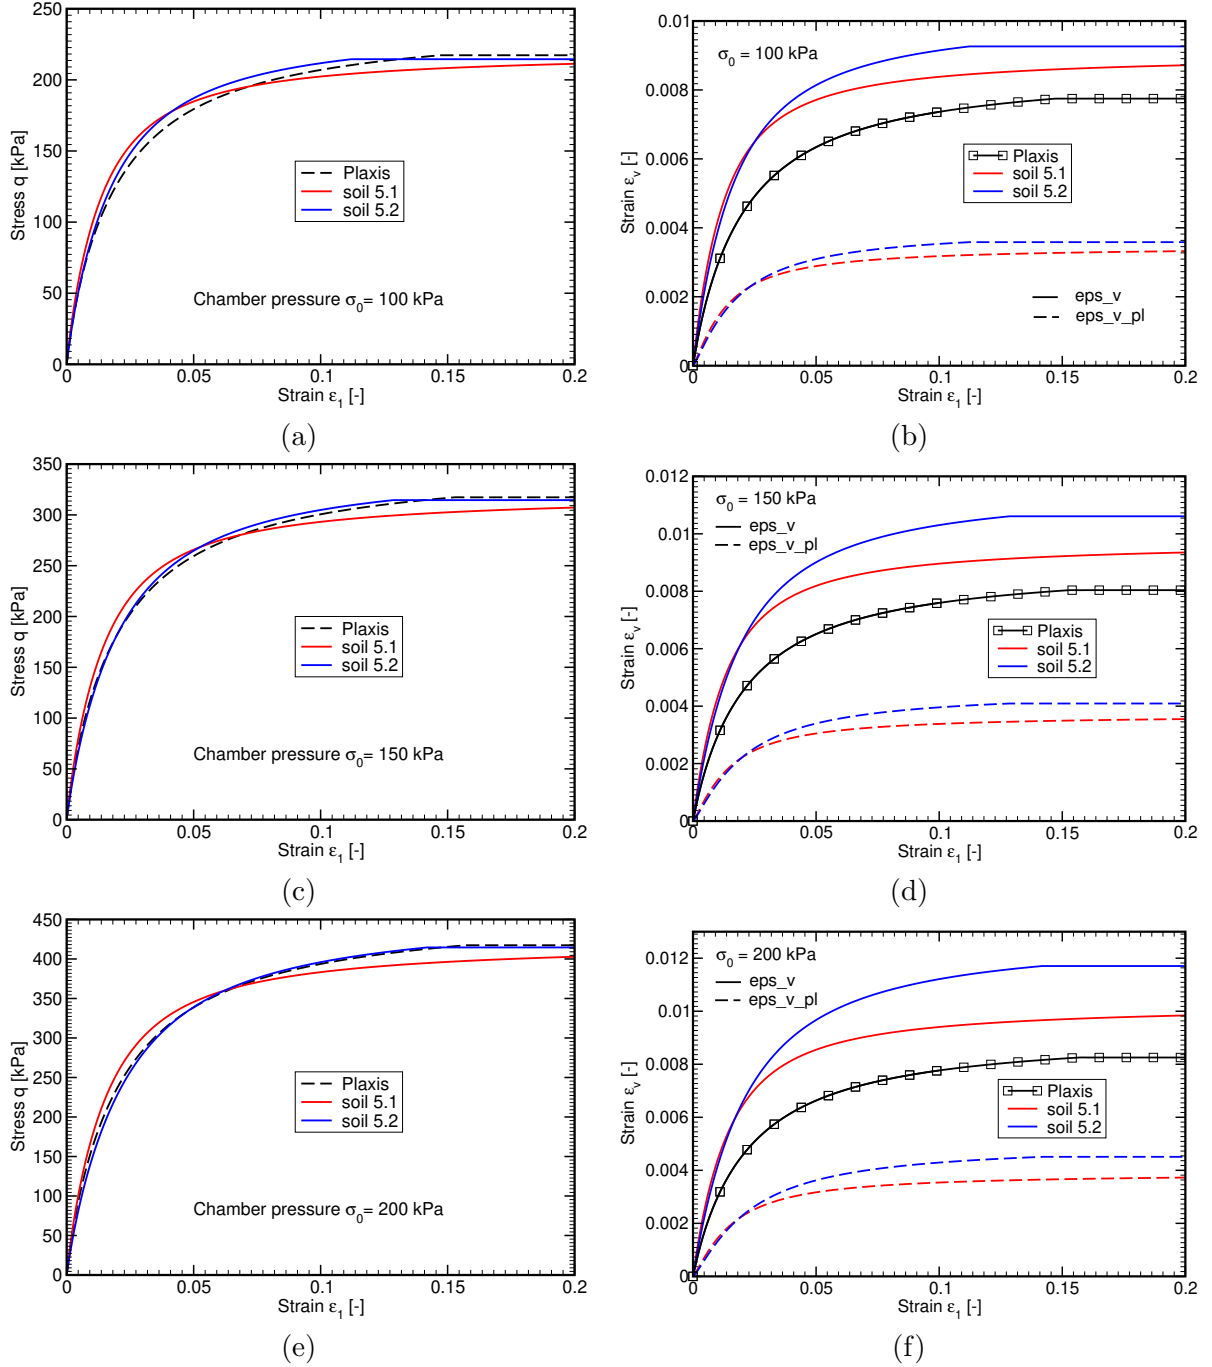 250
200
150
100
50
0
Stress q [kPa]
Plaxis
soil 5.1
soil 5.2
Chamber pressure σ0= 100 kPa
0 0.05 0.1 0.15 0.2
Strain ε1 [-]
(a)
0.01
0.008
0.006
0.004
0.002
0
Strain εv [-]
σ0 = 100 kPa
Plaxis
soil 5.1
soil 5.2
eps_v
eps_v_pl
0 0.05 0.1 0.15 0.2
Strain ε1 [-]
(b)
350
300
250
200
150
100
50
0
Stress q [kPa]
Plaxis
soil 5.1
soil 5.2
Chamber pressure σ0= 150 kPa
0 0.05 0.1 0.15 0.2
Strain ε1 [-]
(c)
0.012
0.01
0.008
0.006
0.004
0.002
0
Strain εv [-]
σ0 = 150 kPa
eps_v
eps_v_pl
Plaxis
soil 5.1
soil 5.2
0 0.05 0.1 0.15 0.2
Strain ε1 [-]
(d)
450
400
350
300
250
200
150
100
50
0
Stress q [kPa]
Plaxis
soil 5.1
soil 5.2
Chamber pressure σ0= 200 kPa
0 0.05 0.1 0.15 0.2
Strain ε1 [-]
(e)
0.012
0.01
0.008
0.006
0.004
0.002
0
Strain εv [-]
σ0 = 200 kPa
eps_v
eps_v_pl
Plaxis
soil 5.1
soil 5.2
0 0.05 0.1 0.15 0.2
Strain ε1 [-]
(f)